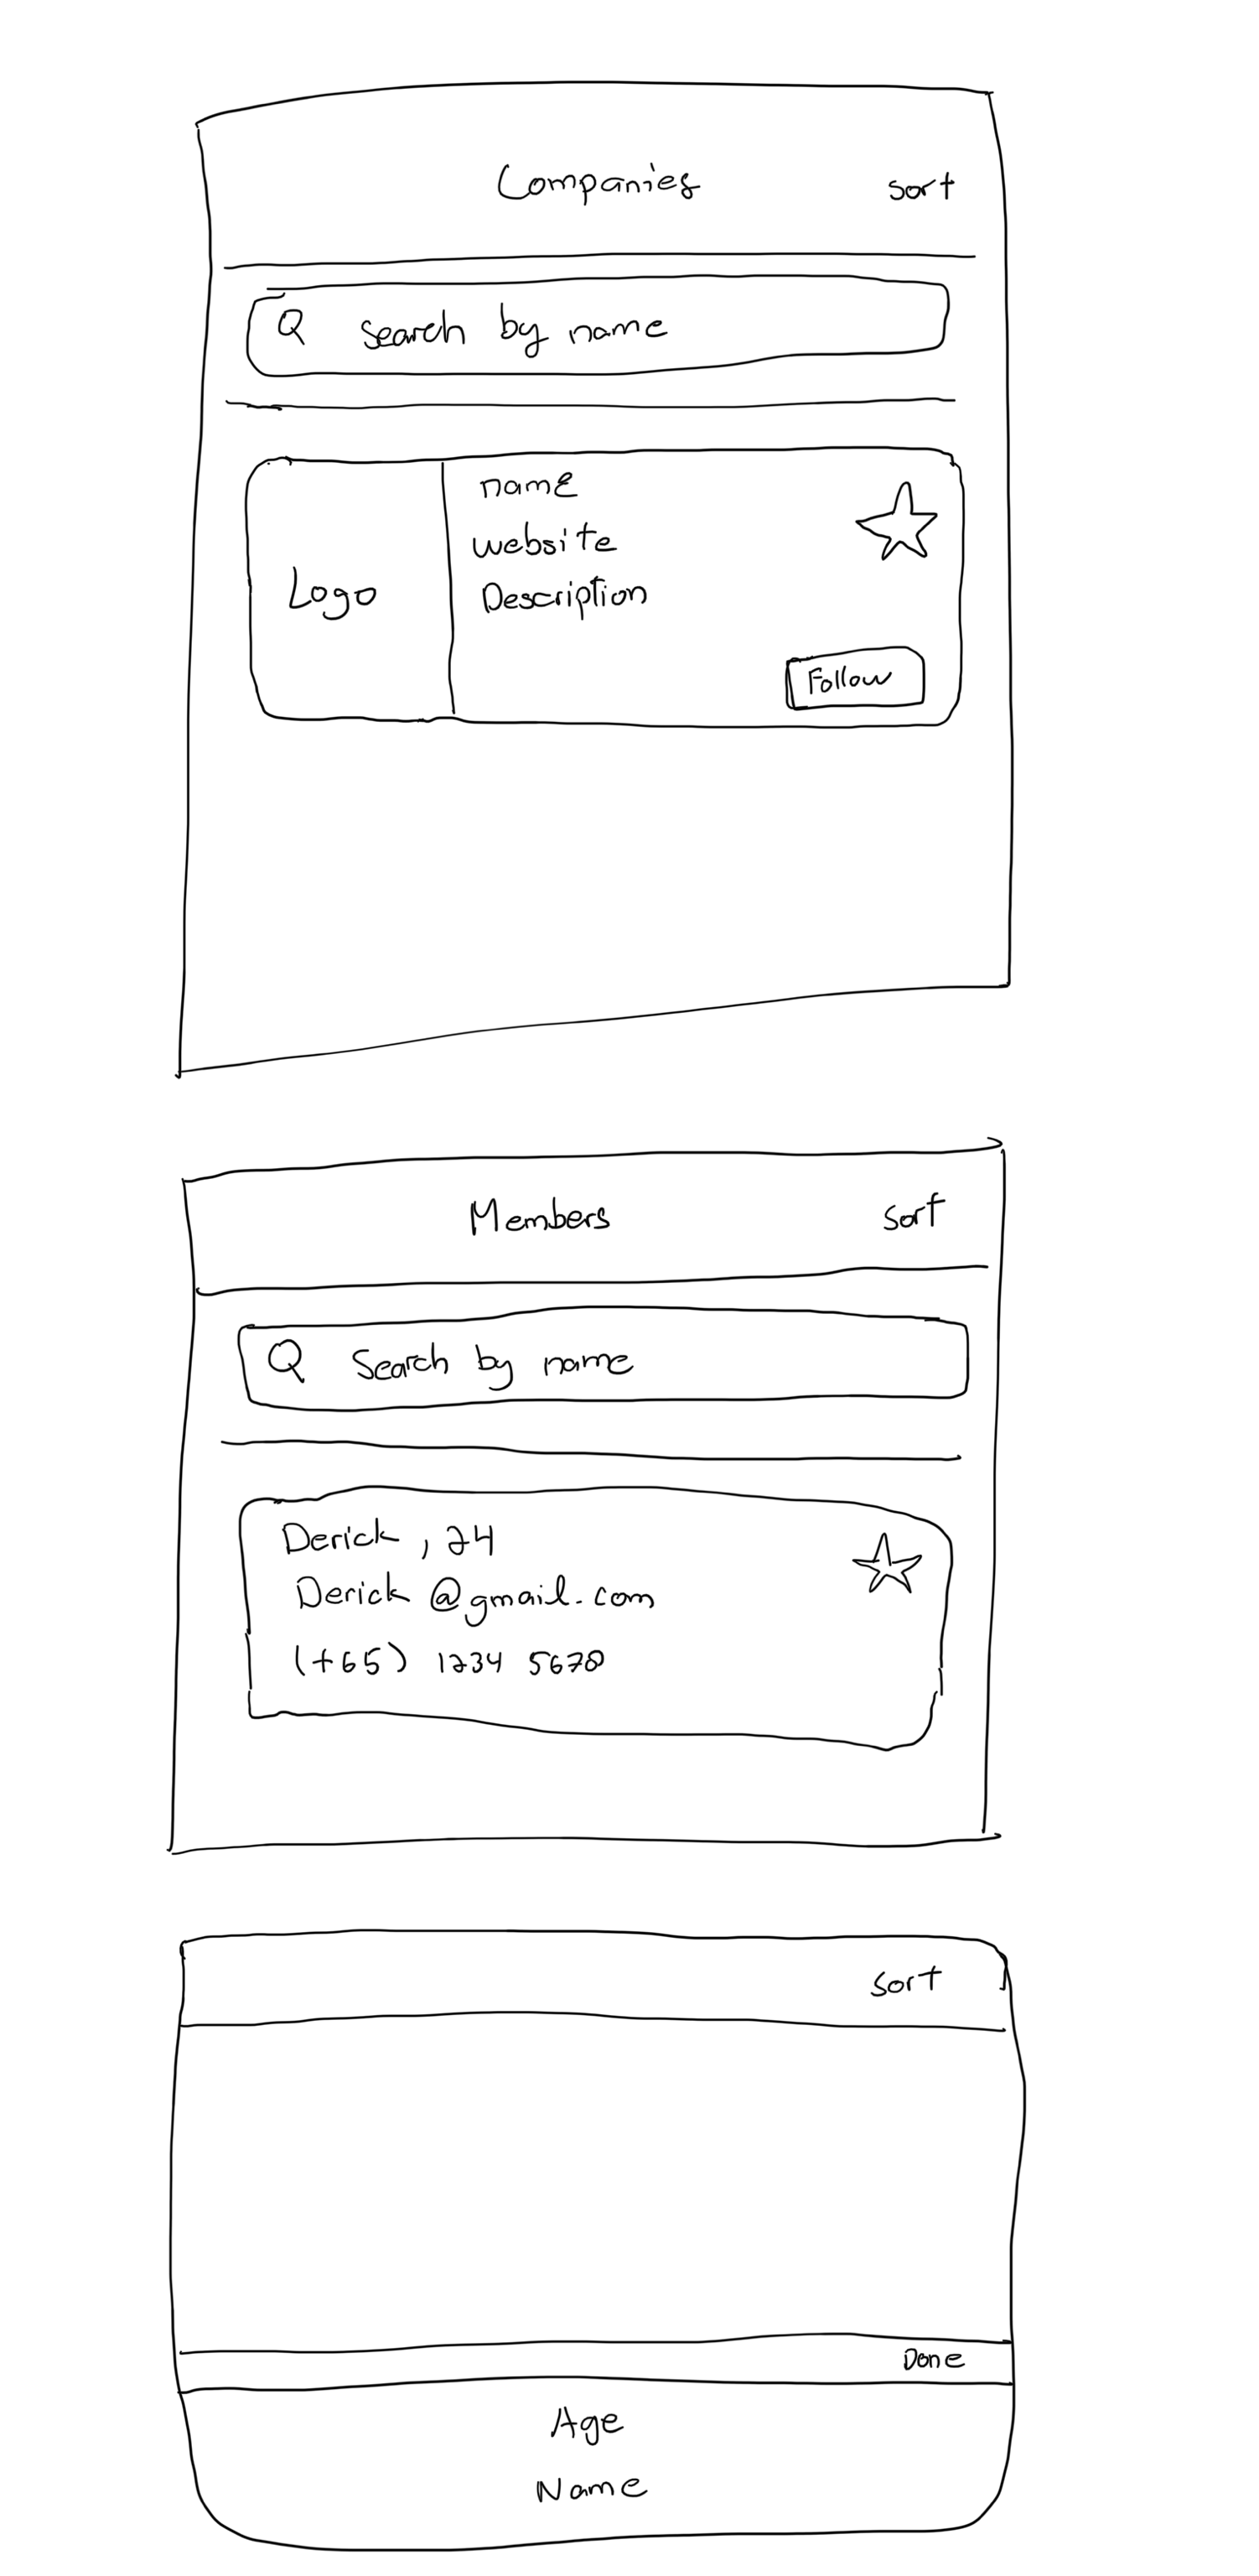 Companies sort
search by name
name
website
Logo
Description
Follow
Members sort
Search by name
Derick, 24
Derick @gmail.com
(+65) 1234 5678
sort
Done
Age
Name